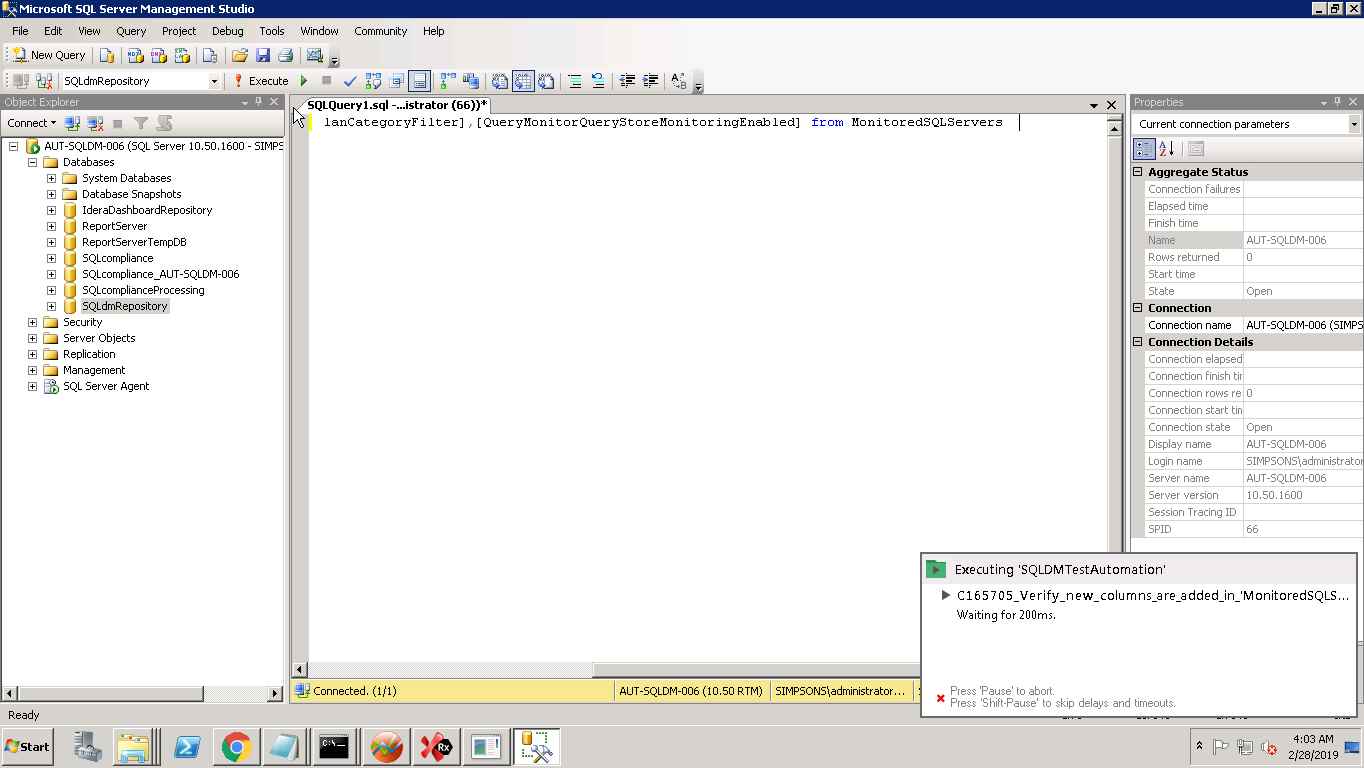 Microsoft SQL Server Management Studio
File Edit View Query Project Debug Tools Window Community Help
New Query
SQLdmRepository Execute
Object Explorer
SQLQuery1.sql -...istrator (66))*
Properties
Connect
Current connection parameters
lanCategoryFilter],[QueryMonitorQueryStoreMonitoringEnabled] from MonitoredSQLServers
AUT-SQLDM-006 (SQL Server 10.50.1600 - SIMPS
Databases
System Databases
Database Snapshots
IderaDashboardRepository
ReportServer
ReportServerTempDB
SQLcompliance
SQLcompliance_AUT-SQLDM-006
SQLcomplianceProcessing
SQLdmRepository
Security
Server Objects
Replication
Management
SQL Server Agent
Aggregate Status
Connection failures
Elapsed time
Finish time
Name AUT-SQLDM-006
Rows returned 0
Start time
State Open
Connection
Connection name AUT-SQLDM-006 (SIMPS
Connection Details
Connection elapsed
Connection finish tir
Connection rows re 0
Connection start tin
Connection state Open
Display name AUT-SQLDM-006
Login name SIMPSONS\administrator
Server name AUT-SQLDM-006
Server version 10.50.1600
Session Tracing ID
SPID 66
Executing 'SQLDMTestAutomation'
C165705_Verify_new_columns_are_added_in_'MonitoredSQLS...
Waiting for 200ms.
Press 'Pause' to abort.
Press 'Shift-Pause' to skip delays and timeouts.
Connected. (1/1) AUT-SQLDM-006 (10.50 RTM) SIMPSONS\administrator...
Ready
Start
4:03 AM
2/28/2019